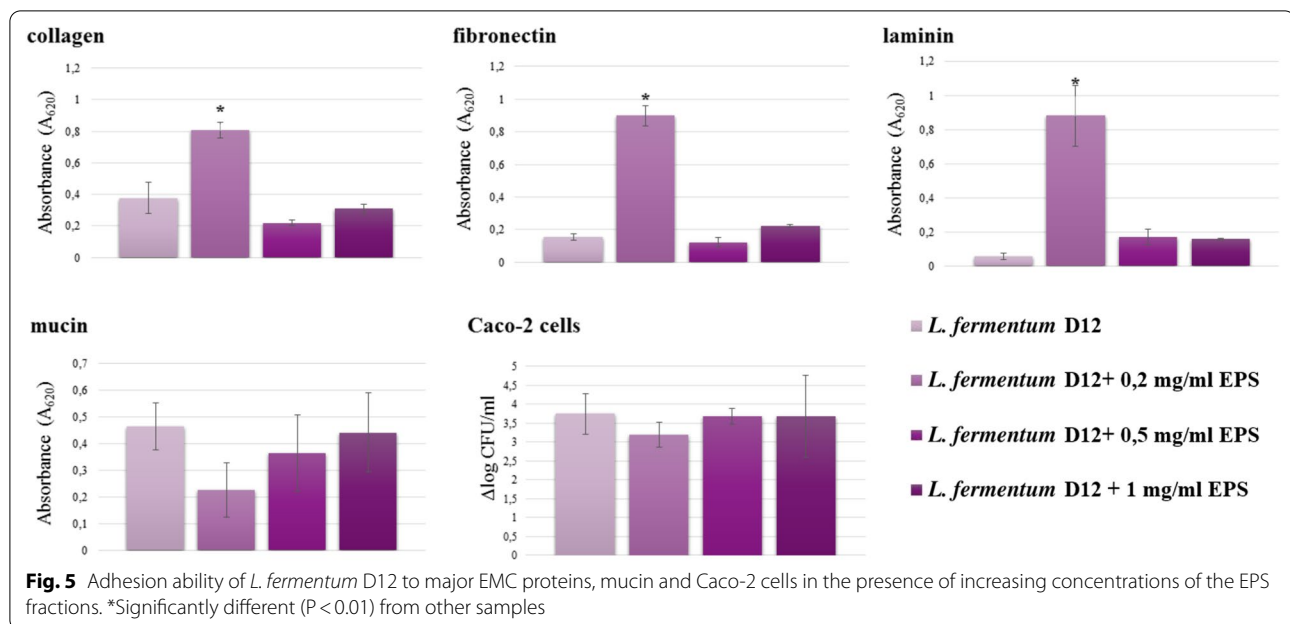 collagen
Absorbance (A620)
1,2
1
0,8
0,6
0,4
0,2
0
*
fibronectin
Absorbance (A620)
1,2
1
0,8
0,6
0,4
0,2
0
*
laminin
Absorbance (A620)
1,2
1
0,8
0,6
0,4
0,2
0
*
mucin
Absorbance (A620)
0,7
0,6
0,5
0,4
0,3
0,2
0,1
0
Caco-2 cells
Δlog CFU/ml
5
4,5
4
3,5
3
2,5
2
1,5
1
0,5
0
L. fermentum D12
L. fermentum D12+ 0,2 mg/ml EPS
L. fermentum D12+ 0,5 mg/ml EPS
L. fermentum D12 + 1 mg/ml EPS
Fig. 5 Adhesion ability of L. fermentum D12 to major EMC proteins, mucin and Caco-2 cells in the presence of increasing concentrations of the EPS
fractions. *Significantly different (P < 0.01) from other samples